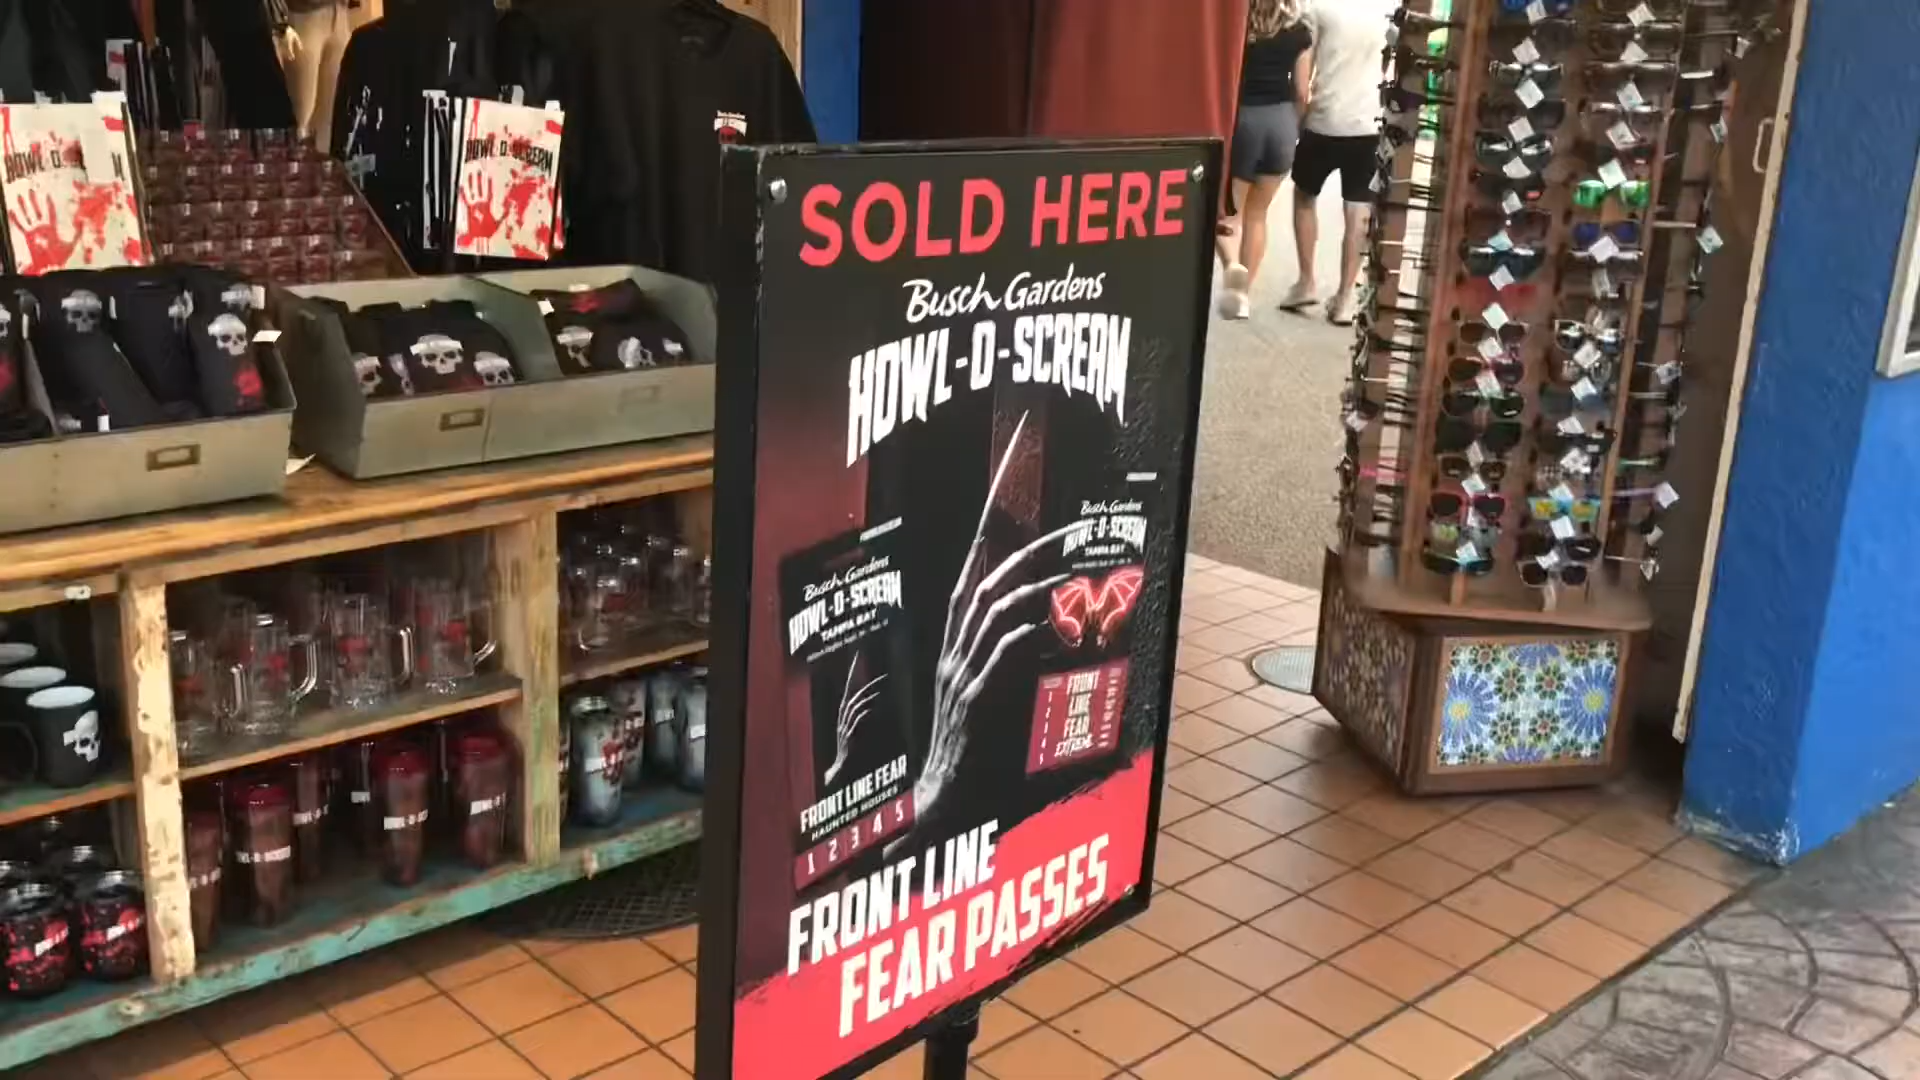 SOLD HERE
Busch Gardens
HOWL-O-SCREAM
Busch Gardens
HOWL-O-SCREAM
TAMPA BAY
FRONT LINE FEAR
HAUNTED HOUSES
1 2 3 4 5
Busch Gardens
HOWL-O-SCREAM
TAMPA BAY
FRONT
LINE
FEAR
EXTREME
FRONT LINE
FEAR PASSES
HOWL-O-SCREAM
Busch Gardens